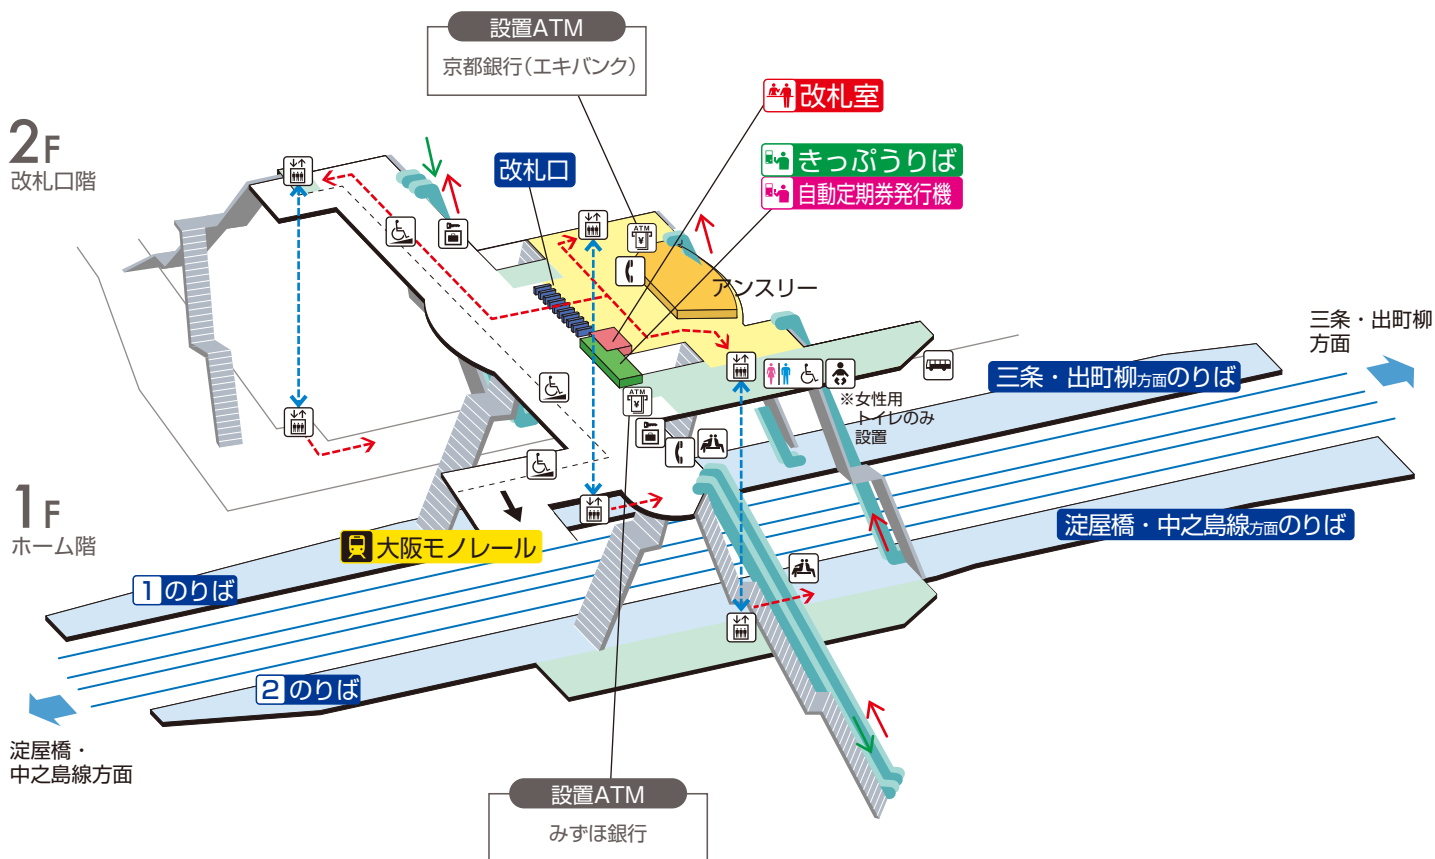 設置ATM
京都銀行(エキバンク)
改札室
2F
改札口階
改札口
きっぷうりば
自動定期券発行機
ATM
アンスリー
三条・出町柳
方面
三条・出町柳方面のりば
※女性用
トイレのみ
設置
ATM
1F
ホーム階
大阪モノレール
淀屋橋・中之島線方面のりば
1 のりば
2 のりば
淀屋橋・
中之島線方面
設置ATM
みずほ銀行